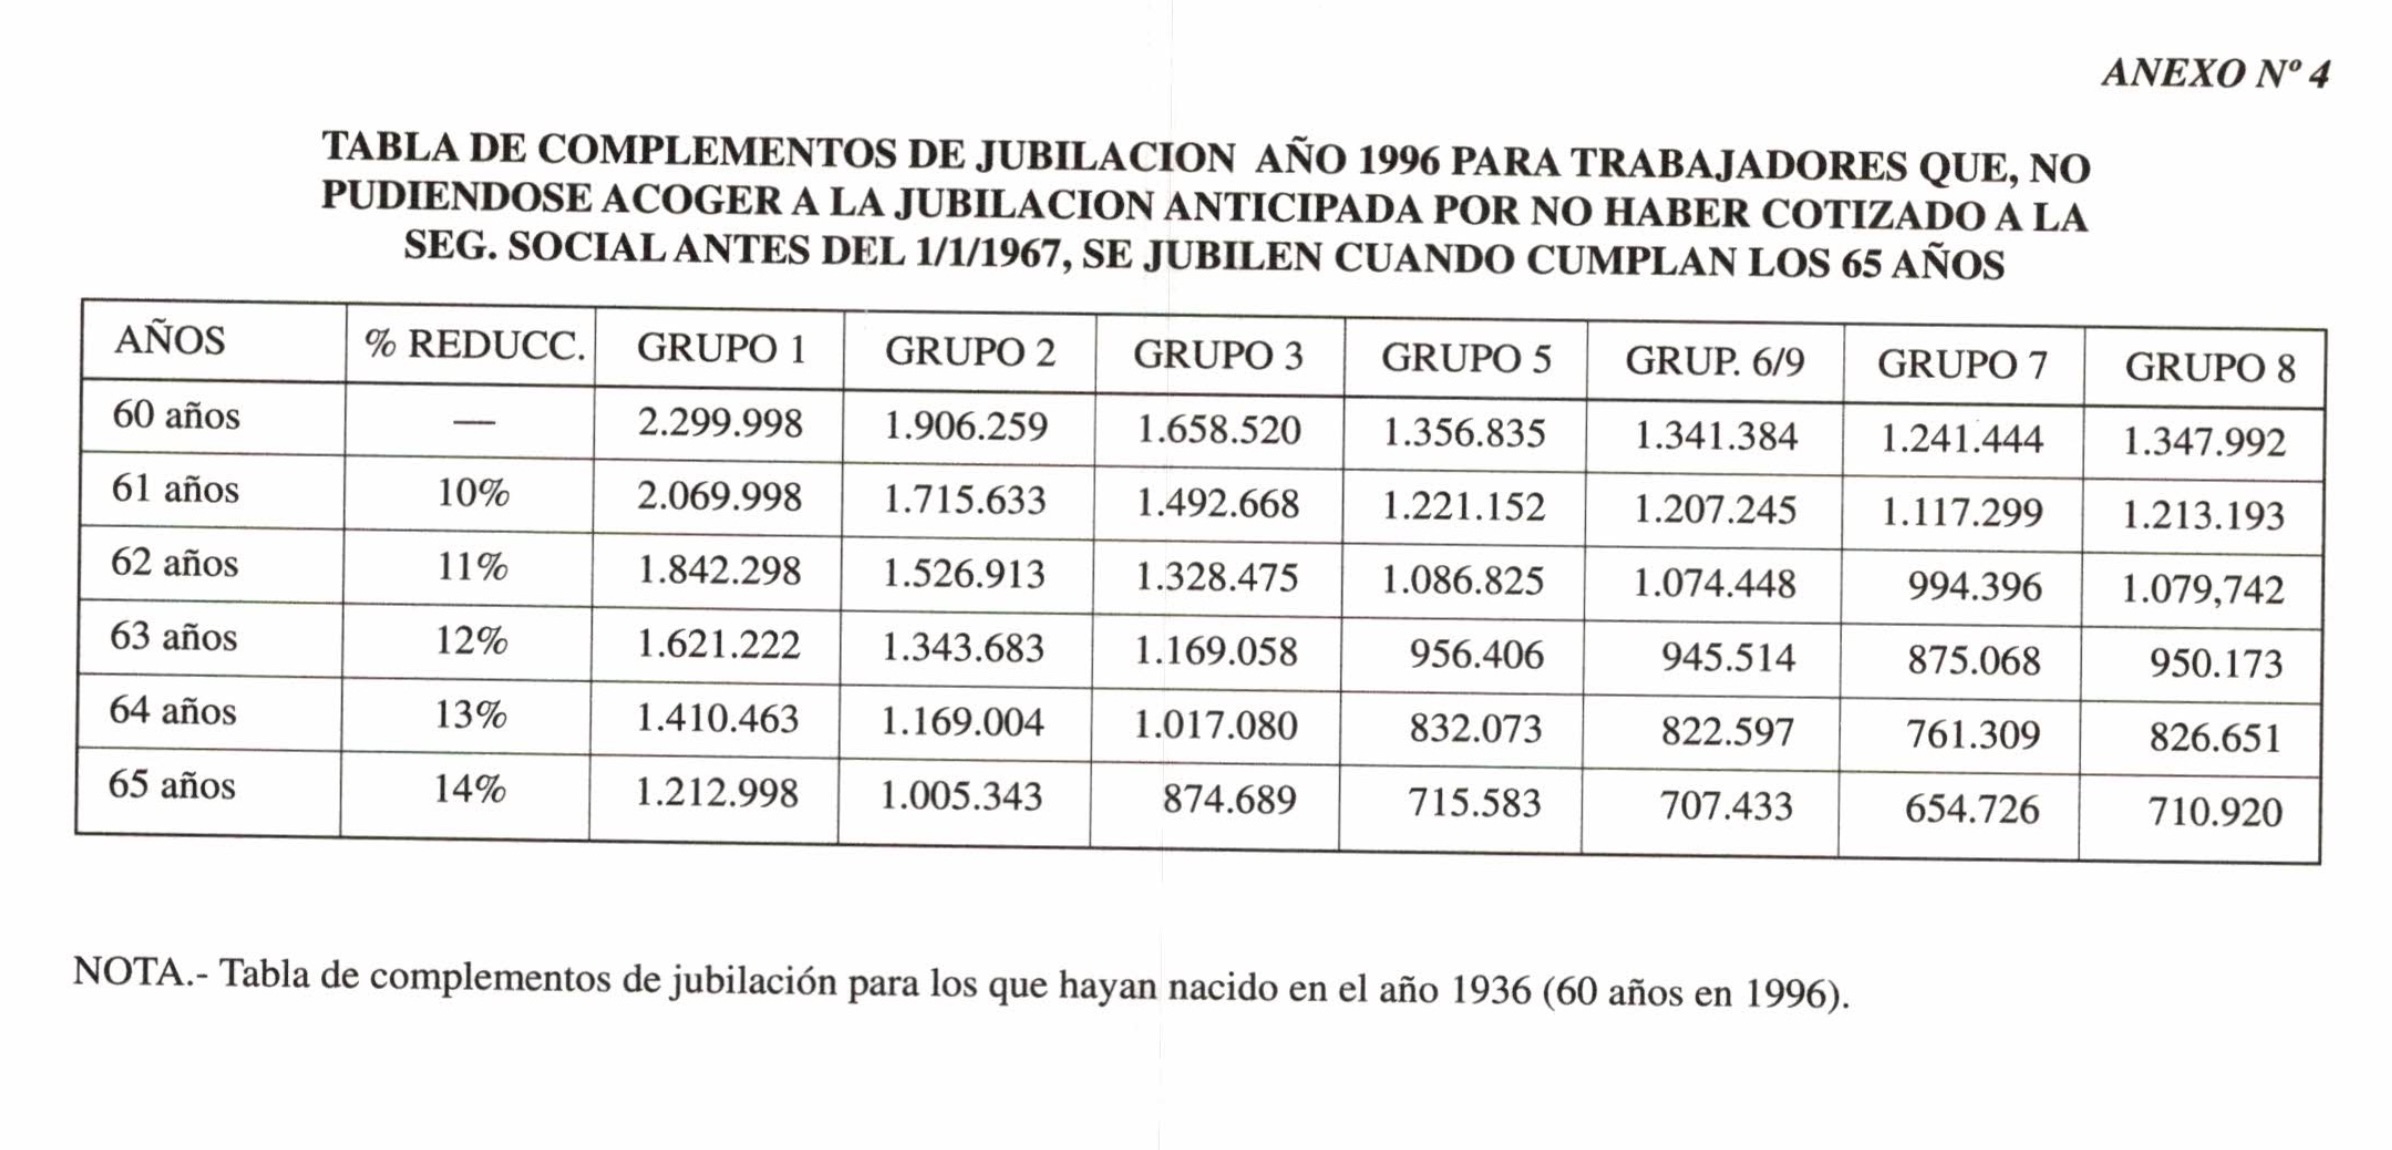 ANEXO Nº 4
TABLA DE COMPLEMENTOS DE JUBILACION AÑO 1996 PARA TRABAJADORES QUE, NO
PUDIENDOSE ACOGER A LA JUBILACION ANTICIPADA POR NO HABER COTIZADO A LA
SEG. SOCIAL ANTES DEL 1/1/1967, SE JUBILEN CUANDO CUMPLAN LOS 65 AÑOS
AÑOS % REDUCC. GRUPO 1 GRUPO 2 GRUPO 3 GRUPO 5 GRUP. 6/9 GRUPO 7 GRUPO 8
60 años — 2.299.998 1.906.259 1.658.520 1.356.835 1.341.384 1.241.444 1.347.992
61 años 10% 2.069.998 1.715.633 1.492.668 1.221.152 1.207.245 1.117.299 1.213.193
62 años 11% 1.842.298 1.526.913 1.328.475 1.086.825 1.074.448 994.396 1.079,742
63 años 12% 1.621.222 1.343.683 1.169.058 956.406 945.514 875.068 950.173
64 años 13% 1.410.463 1.169.004 1.017.080 832.073 822.597 761.309 826.651
65 años 14% 1.212.998 1.005.343 874.689 715.583 707.433 654.726 710.920
NOTA.- Tabla de complementos de jubilación para los que hayan nacido en el año 1936 (60 años en 1996).